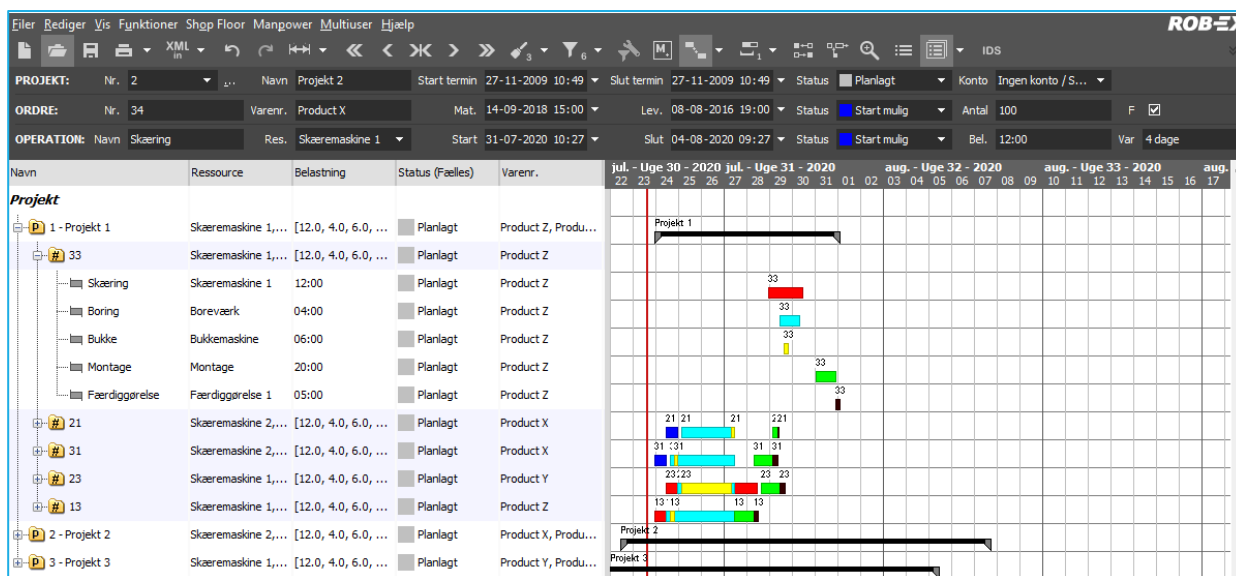 Filer Rediger Vis Funktioner Shop Floor Manpower Multiuser Hjælp
ROB-EX
XML in 3 6 M. 1 IDS
PROJEKT: Nr. 2 Navn Projekt 2 Start termin 27-11-2009 10:49 Slut termin 27-11-2009 10:49 Status Planlagt Konto Ingen konto / S...
ORDRE: Nr. 34 Varenr. Product X Mat. 14-09-2018 15:00 Lev. 08-08-2016 19:00 Status Start mulig Antal 100 F
OPERATION: Navn Skæring Res. Skæremaskine 1 Start 31-07-2020 10:27 Slut 04-08-2020 09:27 Status Start mulig Bel. 12:00 Var 4 dage
Navn Ressource Belastning Status (Fælles) Varenr. jul. - Uge 30 - 2020 jul. - Uge 31 - 2020 aug. - Uge 32 - 2020 aug. - Uge 33 - 2020 aug.
22 23 24 25 26 27 28 29 30 31 01 02 03 04 05 06 07 08 09 10 11 12 13 14 15 16 17
Projekt
1 - Projekt 1 Skæremaskine 1,... [12.0, 4.0, 6.0, ... Planlagt Product Z, Produ... Projekt 1
33 Skæremaskine 1,... [12.0, 4.0, 6.0, ... Planlagt Product Z
Skæring Skæremaskine 1 12:00 Planlagt Product Z 33
Boring Boreværk 04:00 Planlagt Product Z 33
Bukke Bukkemaskine 06:00 Planlagt Product Z 33
Montage Montage 20:00 Planlagt Product Z 33
Færdiggørelse Færdiggørelse 1 05:00 Planlagt Product Z 33
21 Skæremaskine 2,... [12.0, 4.0, 6.0, ... Planlagt Product X 21 21 21 21
31 Skæremaskine 2,... [12.0, 4.0, 6.0, ... Planlagt Product X 31 31 31 31
23 Skæremaskine 1,... [12.0, 4.0, 6.0, ... Planlagt Product Y 23 23 23 23
13 Skæremaskine 1,... [12.0, 4.0, 6.0, ... Planlagt Product Z 13 13 13 13
2 - Projekt 2 Skæremaskine 2,... [12.0, 4.0, 6.0, ... Planlagt Product X, Produ... Projekt 2
3 - Projekt 3 Skæremaskine 1,... [12.0, 4.0, 6.0, ... Planlagt Product Y, Produ... Projekt 3